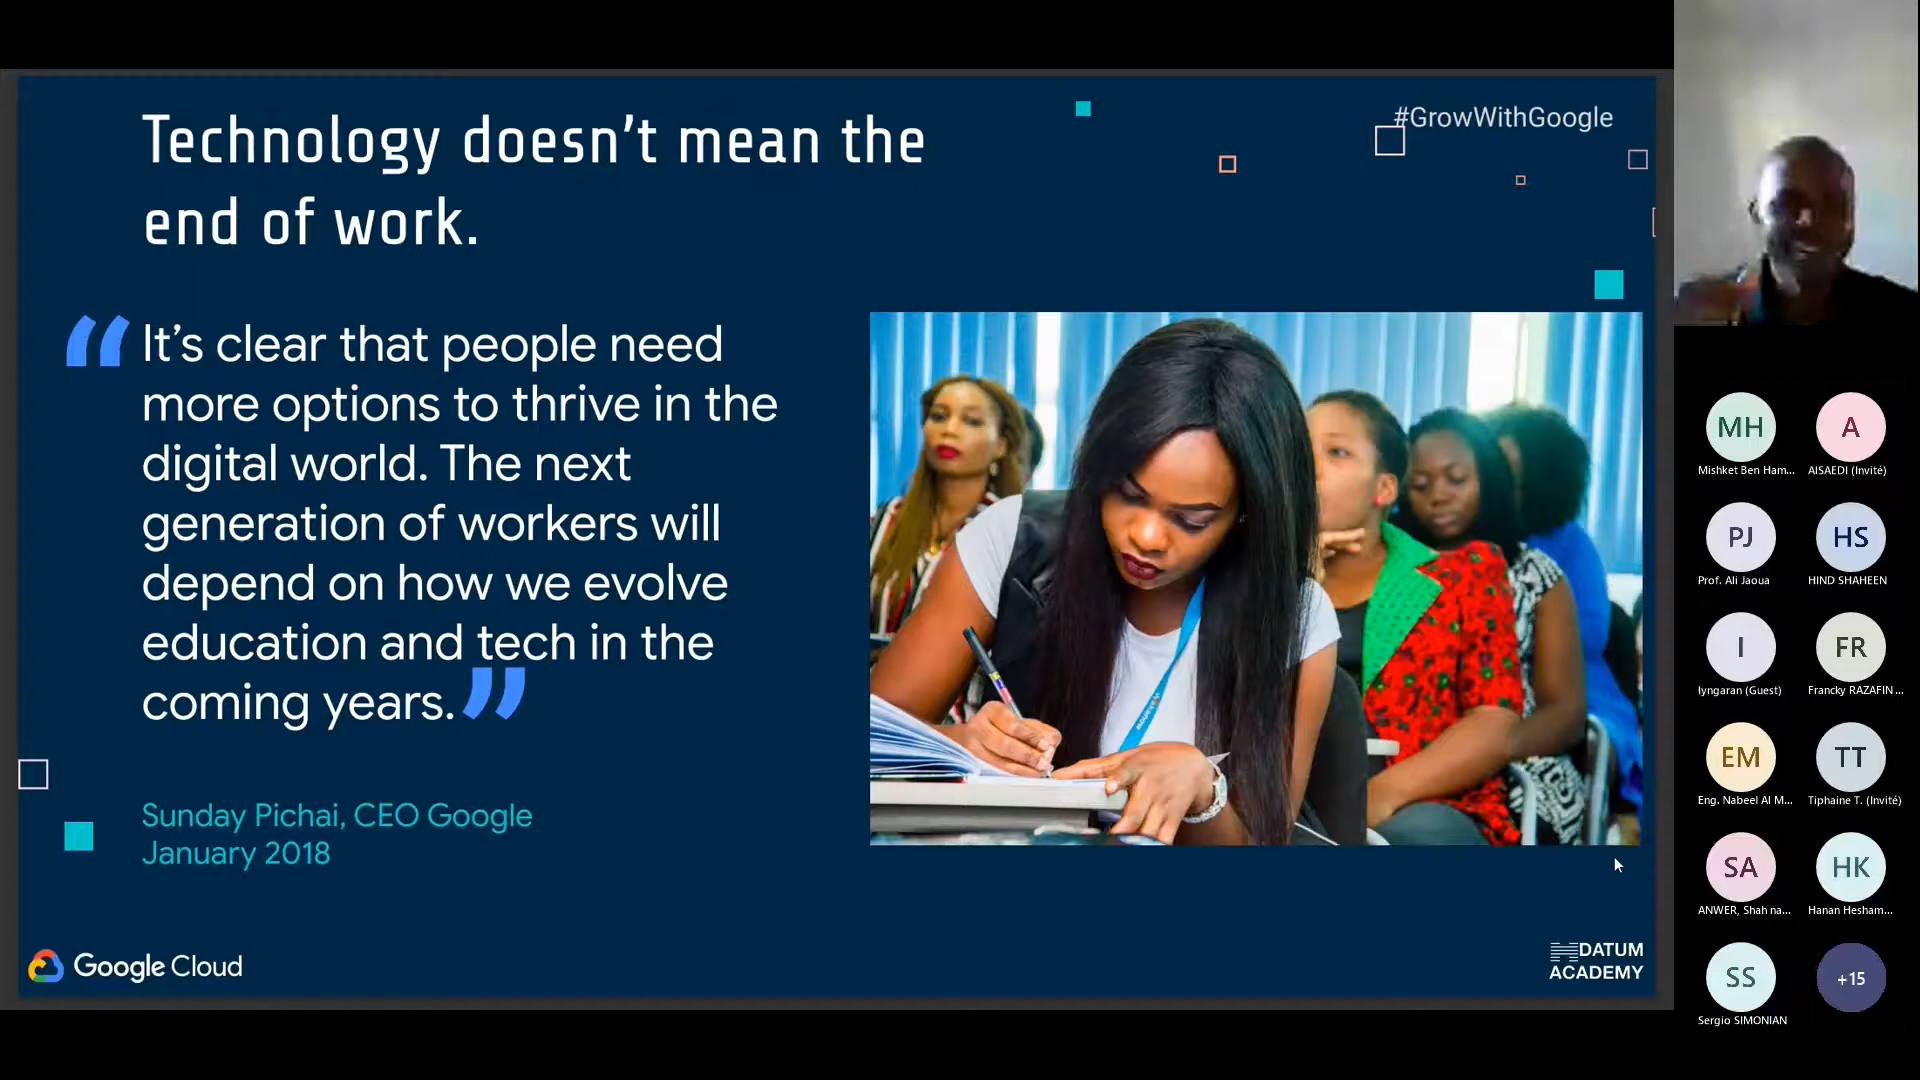 Technology doesn’t mean the
end of work.
#GrowWithGoogle
“It’s clear that people need
more options to thrive in the
digital world. The next
generation of workers will
depend on how we evolve
education and tech in the
coming years.”
Sunday Pichai, CEO Google
January 2018
Google Cloud
DATUM
ACADEMY
MH
Mishket Ben Ham...
A
AISAEDI (Invité)
PJ
Prof. Ali Jaoua
HS
HIND SHAHEEN
I
Iyngaran (Guest)
FR
Francky RAZAFIN...
EM
Eng. Nabeel Al M...
TT
Tiphaine T. (Invité)
SA
ANWER, Shah na...
HK
Hanan Hesham...
SS
Sergio SIMONIAN
+15